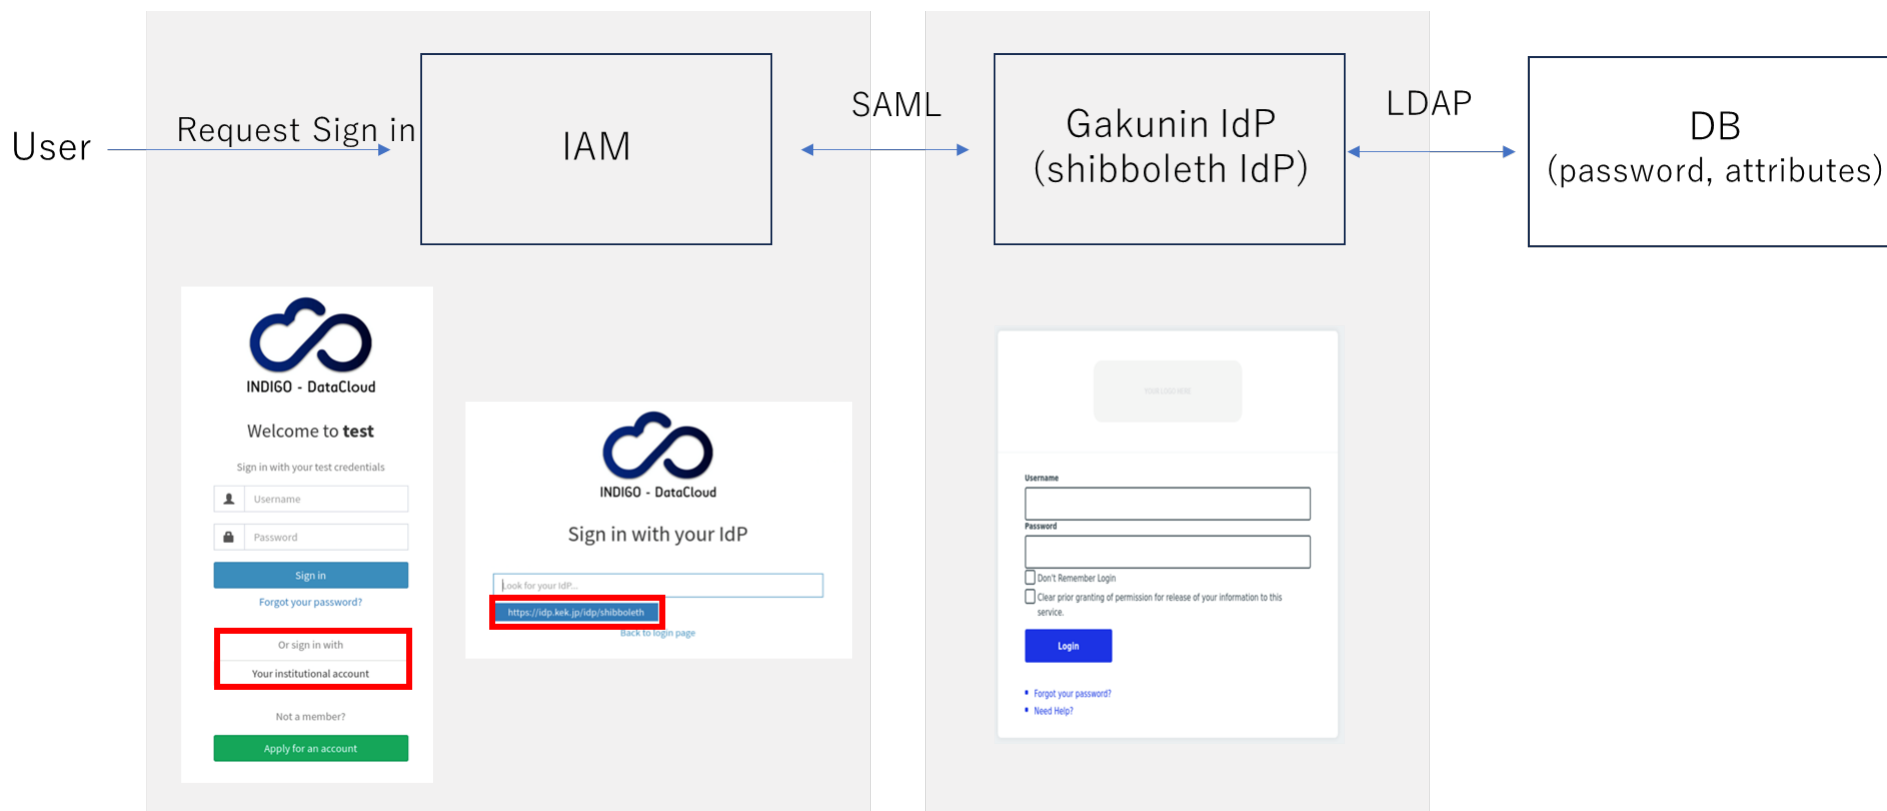 User
Request Sign in
IAM
SAML
Gakunin IdP
(shibboleth IdP)
LDAP
DB
(password, attributes)
INDIGO - DataCloud
Welcome to test
Sign in with your test credentials
Username
Password
Sign in
Forgot your password?
Or sign in with
Your institutional account
Not a member?
Apply for an account
INDIGO - DataCloud
Sign in with your IdP
Look for your IdP...
https://idp.kek.jp/idp/shibboleth
Back to login page
YOUR LOGO HERE
Username
Password
Don't Remember Login
Clear prior granting of permission for release of your information to this
service.
Login
Forgot your password?
Need Help?